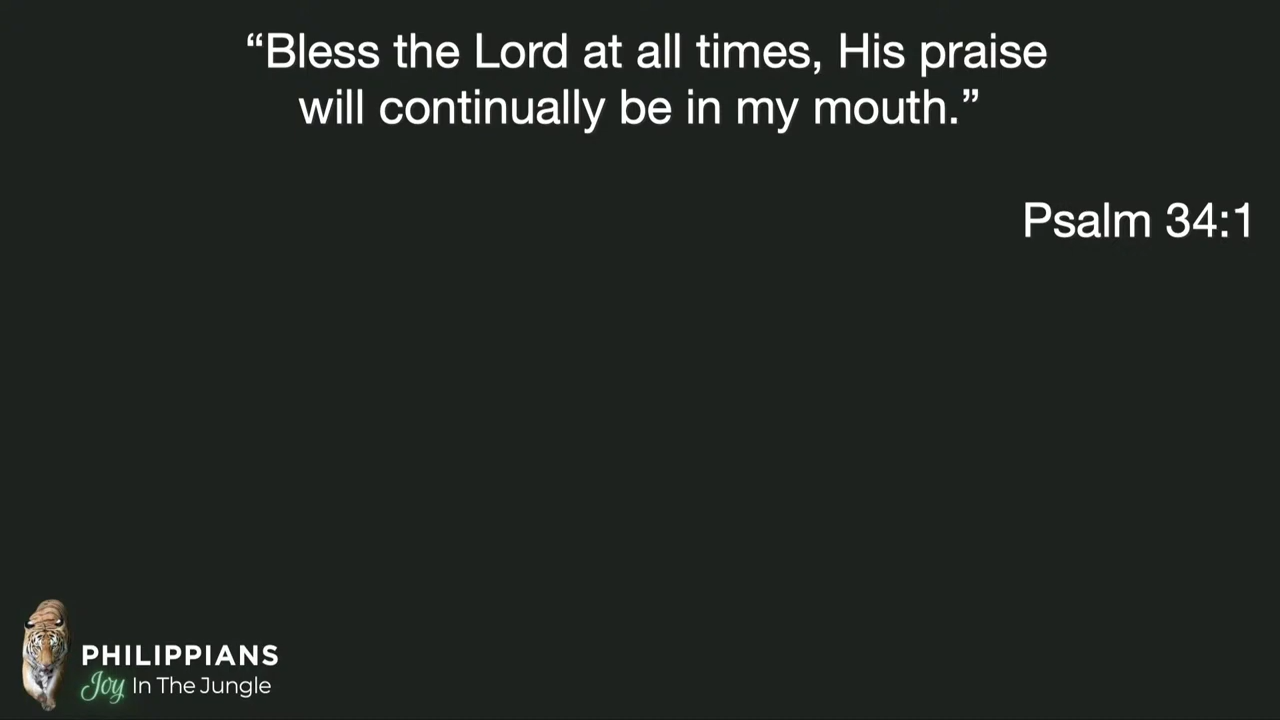 “Bless the Lord at all times, His praise
will continually be in my mouth.”
Psalm 34:1
PHILIPPIANS
Joy In The Jungle